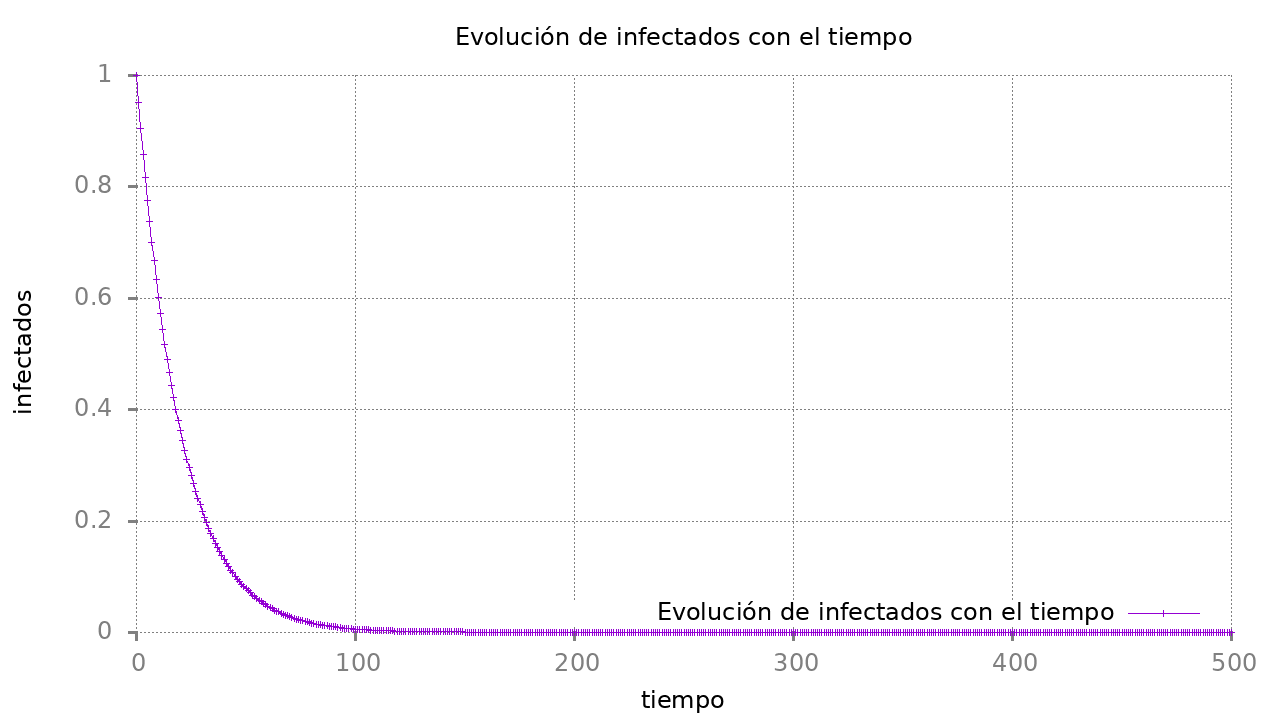 Evolución de infectados con el tiempo
1
0.8
0.6
0.4
0.2
0
infectados
Evolución de infectados con el tiempo
0 100 200 300 400 500
tiempo